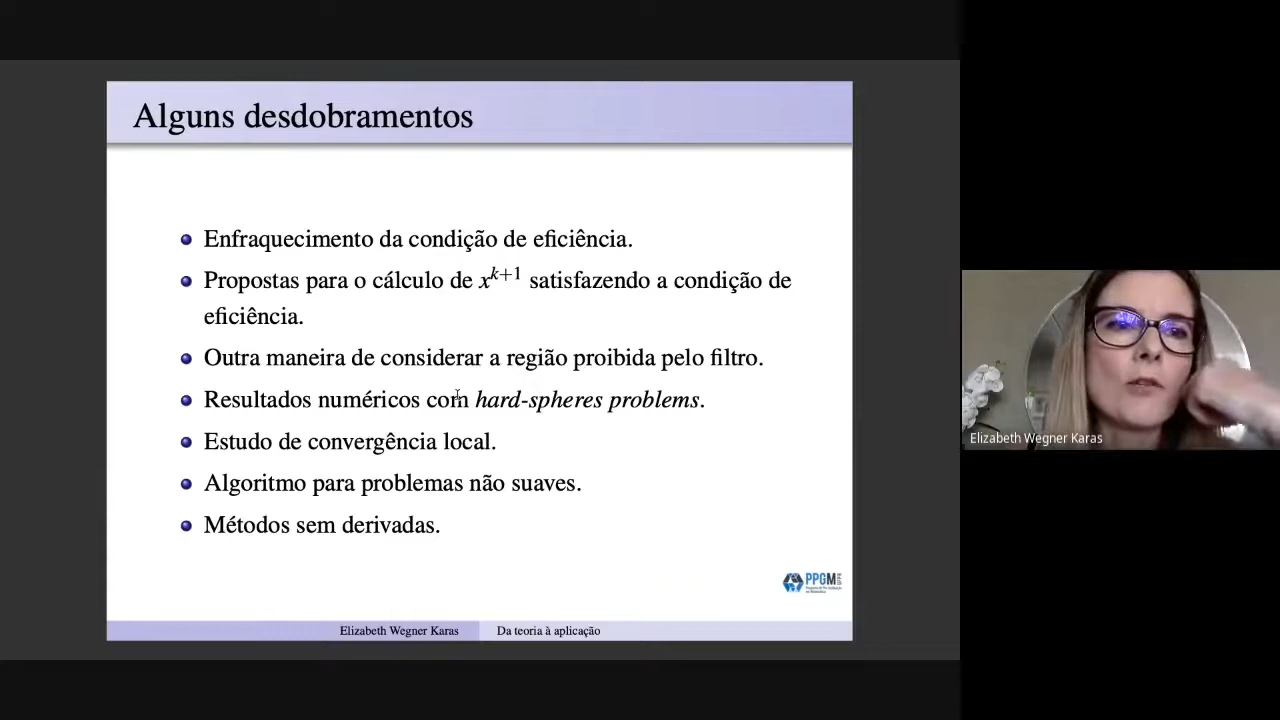 Alguns desdobramentos
Enfraquecimento da condição de eficiência.
Propostas para o cálculo de x^{k+1} satisfazendo a condição de
eficiência.
Outra maneira de considerar a região proibida pelo filtro.
Resultados numéricos com hard-spheres problems.
Estudo de convergência local.
Algoritmo para problemas não suaves.
Métodos sem derivadas.
PPGM
Elizabeth Wegner Karas Da teoria à aplicação
Elizabeth Wegner Karas